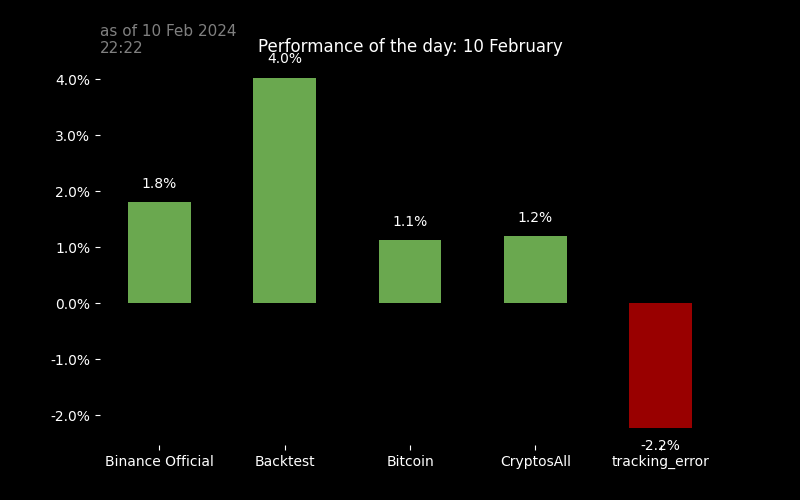 as of 10 Feb 2024
22:22
Performance of the day: 10 February
4.0%
4.0%
3.0%
1.8%
2.0%
1.1%
1.2%
1.0%
0.0%
-1.0%
-2.0%
-2.2%
Binance Official
Backtest
Bitcoin
CryptosAll
tracking_error